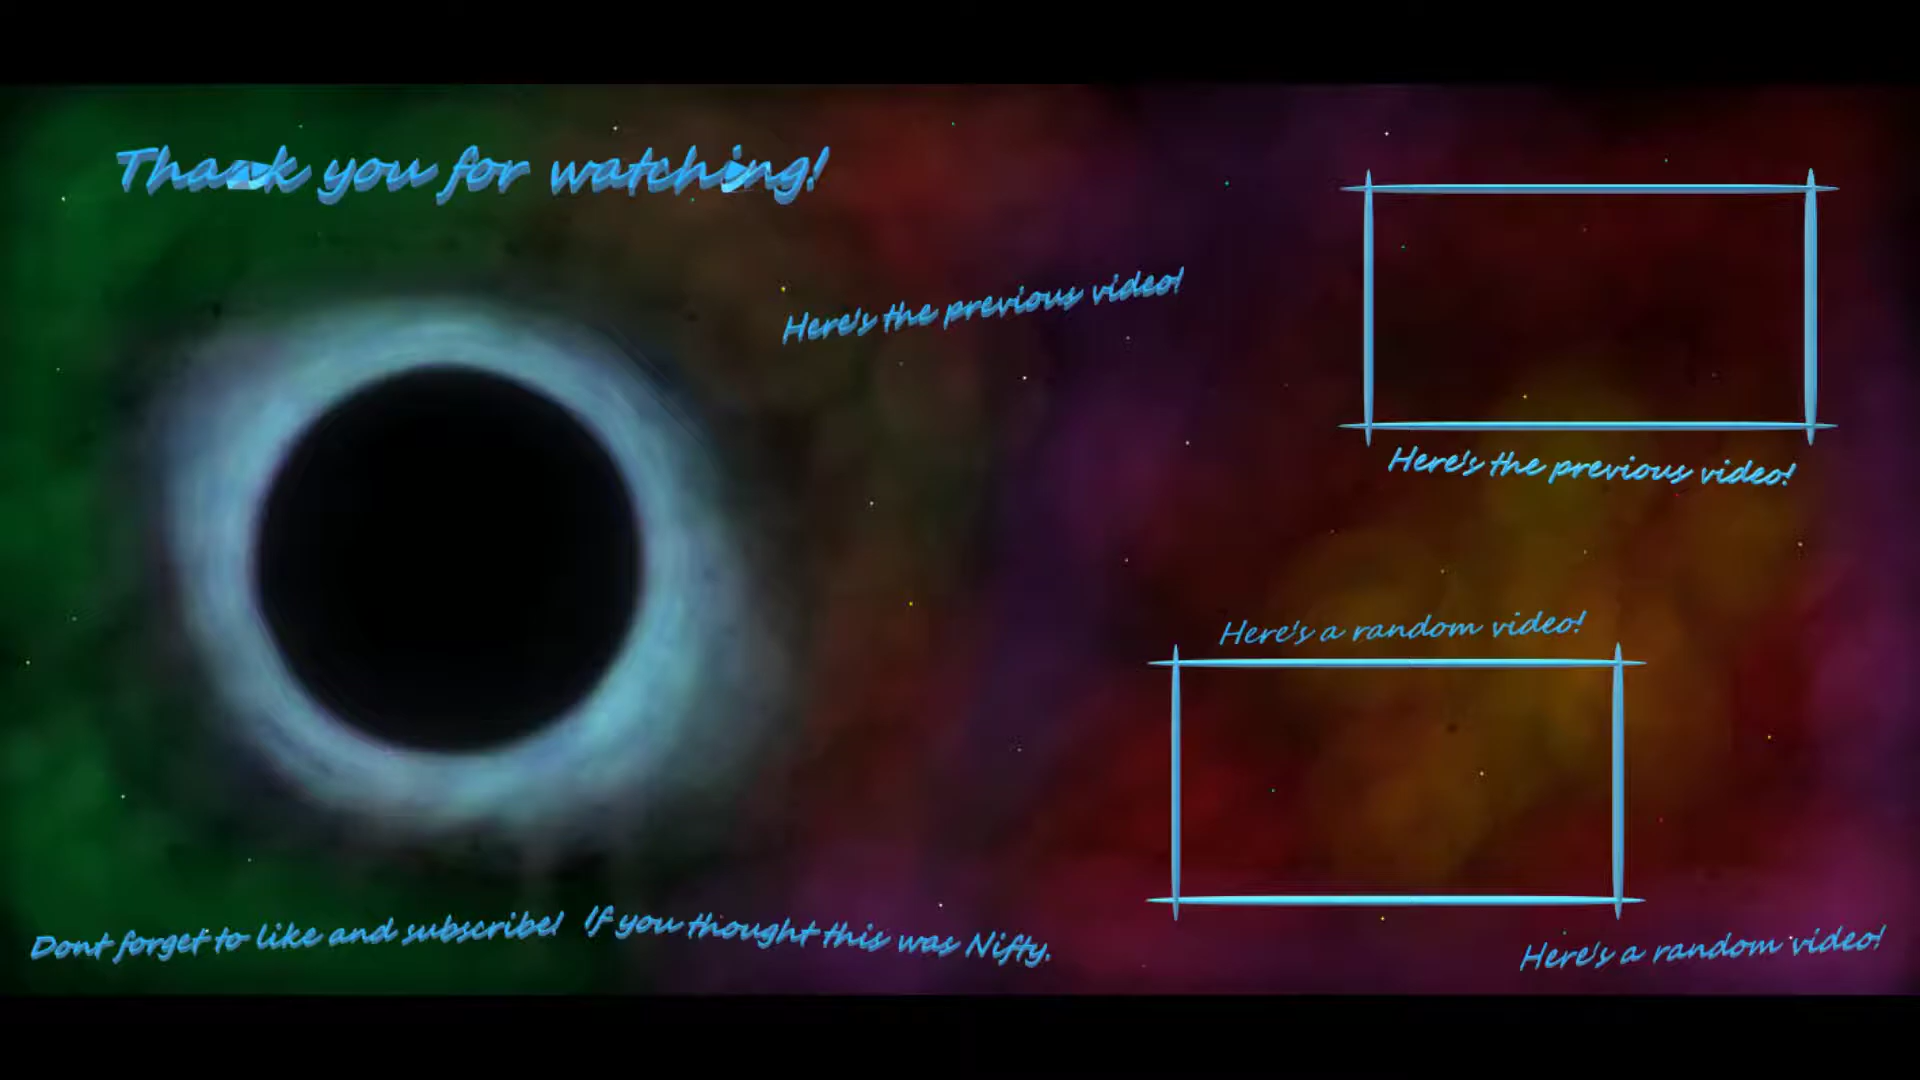 Thank you for watching!
Here's the previous video!
Here's the previous video!
Here's a random video!
Dont forget to like and subscribe! If you thought this was Nifty.
Here's a random video!